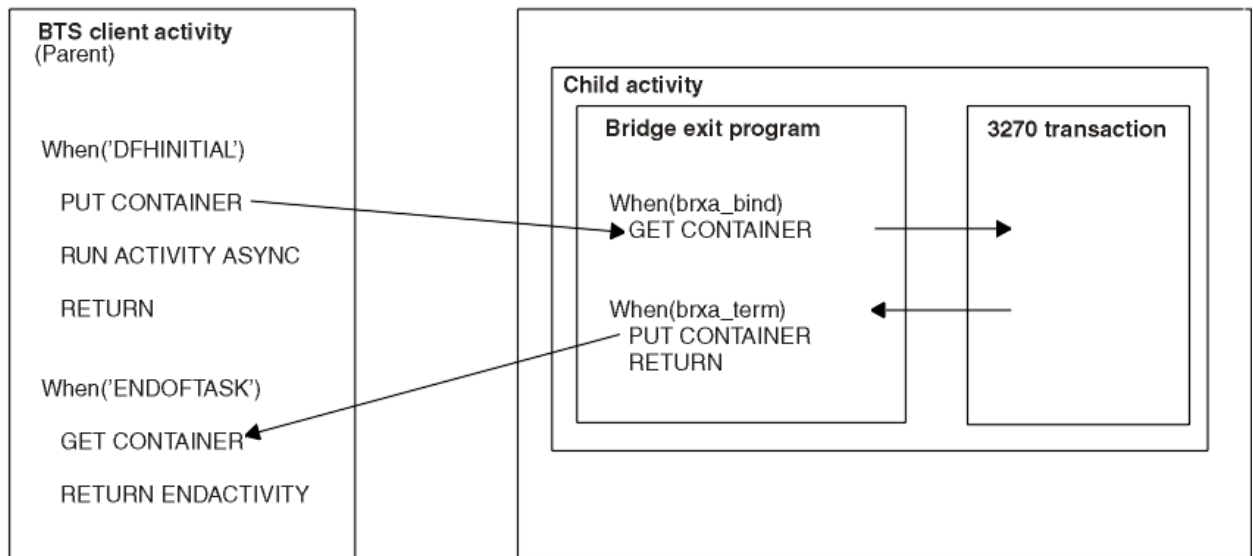 BTS client activity
(Parent)
When('DFHINITIAL')
PUT CONTAINER
RUN ACTIVITY ASYNC
RETURN
When('ENDOFTASK')
GET CONTAINER
RETURN ENDACTIVITY
Child activity
Bridge exit program
When(brxa_bind)
GET CONTAINER
When(brxa_term)
PUT CONTAINER
RETURN
3270 transaction